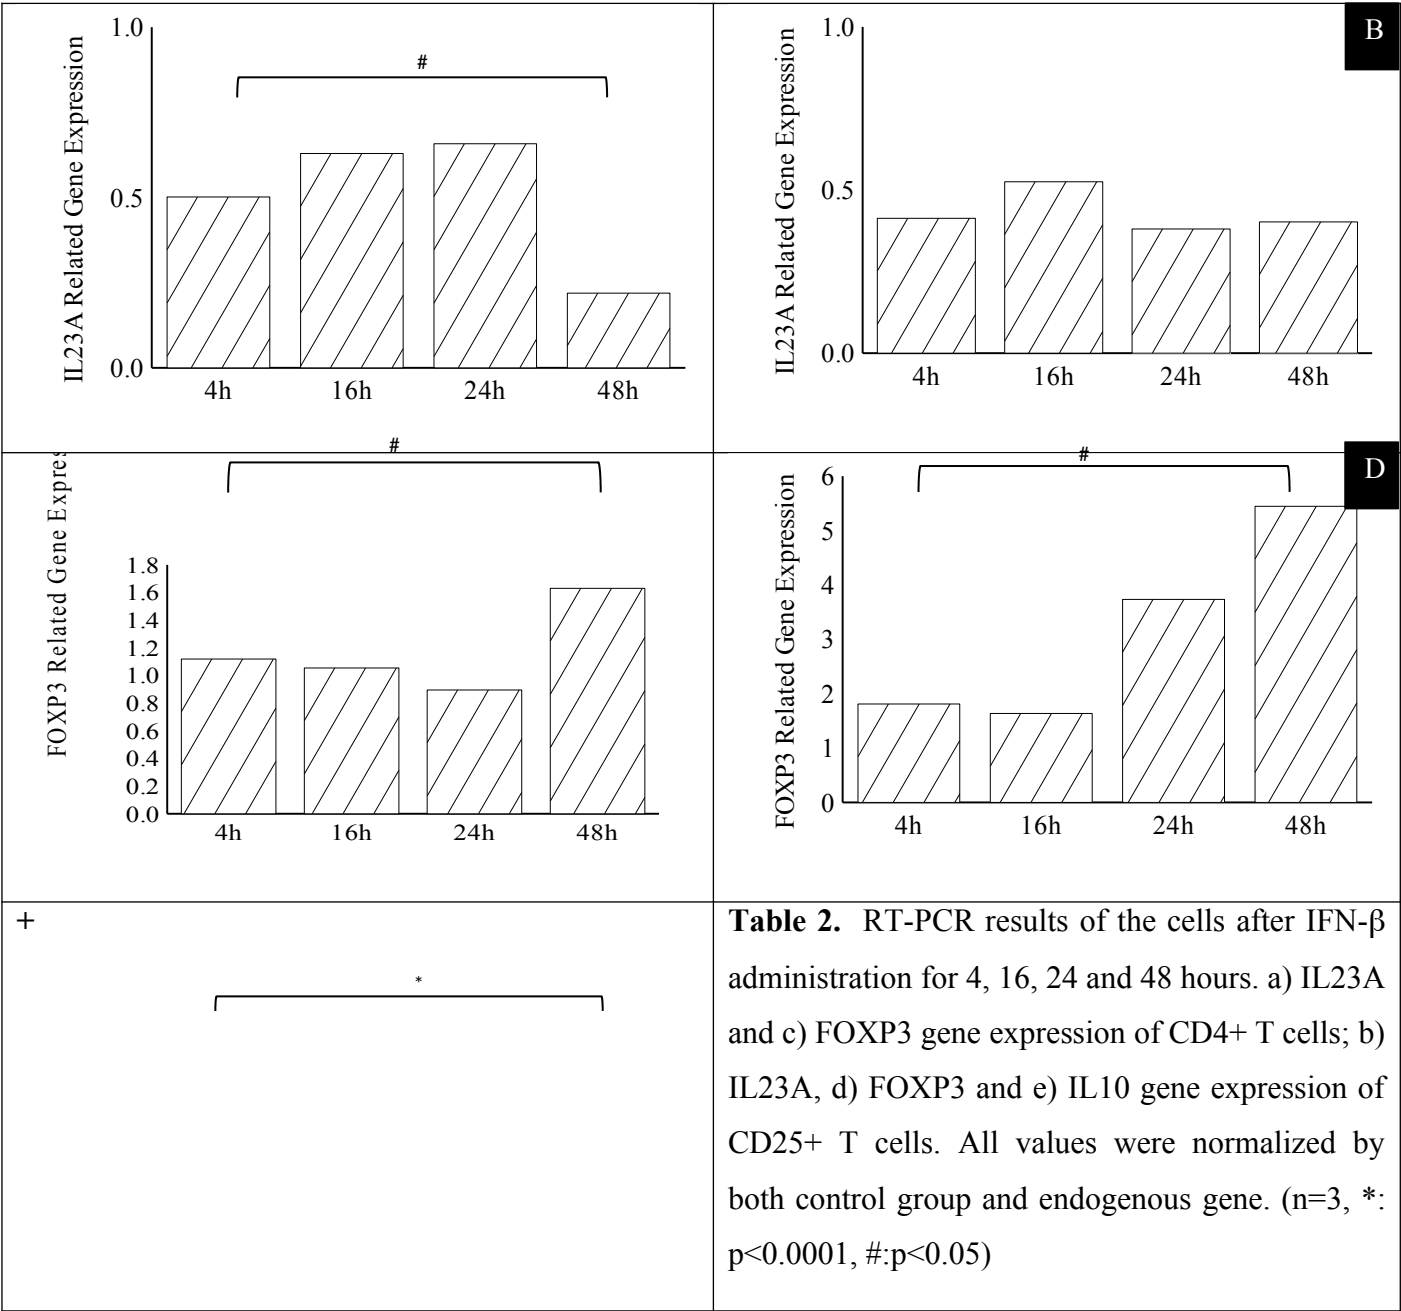 IL23A Related Gene Expression
1.0
0.5
0.0
#
4h 16h 24h 48h
B
IL23A Related Gene Expression
1.0
0.5
0.0
4h 16h 24h 48h
FOXP3 Related Gene Expres
#
1.8
1.6
1.4
1.2
1.0
0.8
0.6
0.4
0.2
0.0
4h 16h 24h 48h
D
FOXP3 Related Gene Expression
#
6
5
4
3
2
1
0
4h 16h 24h 48h
+
*
Table 2. RT-PCR results of the cells after IFN-β
administration for 4, 16, 24 and 48 hours. a) IL23A
and c) FOXP3 gene expression of CD4+ T cells; b)
IL23A, d) FOXP3 and e) IL10 gene expression of
CD25+ T cells. All values were normalized by
both control group and endogenous gene. (n=3, *:
p<0.0001, #:p<0.05)